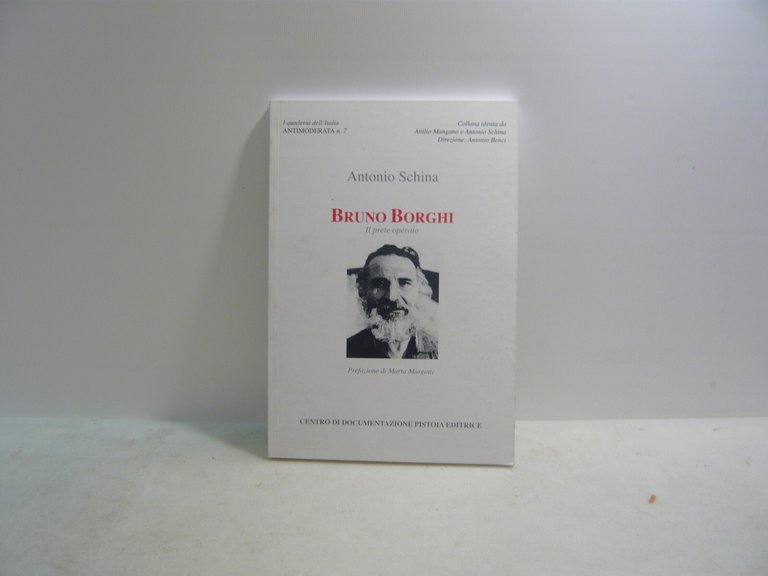 I quaderni dell'Italia
ANTIMODERATA n. 7
Collana ideata da
Attilio Mangano e Antonio Schina
Direzione: Antonio Benci
Antonio Schina
BRUNO BORGHI
Il prete operaio
Prefazione di Marta Margotti
CENTRO DI DOCUMENTAZIONE PISTOIA EDITRICE